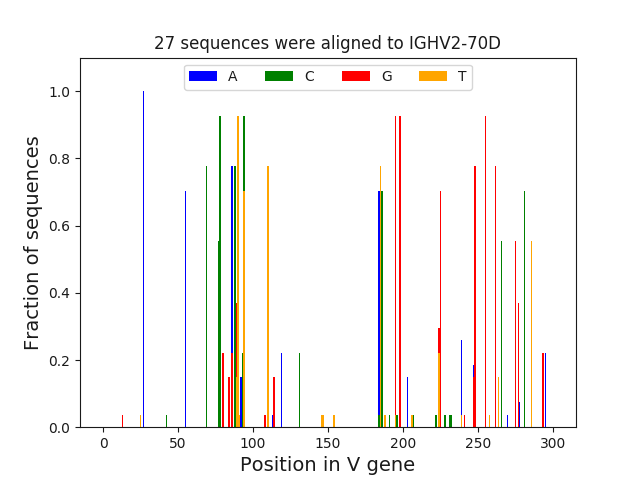 27 sequences were aligned to IGHV2-70D
A C G T
1.0
0.8
0.6
0.4
0.2
0.0
Fraction of sequences
0 50 100 150 200 250 300
Position in V gene